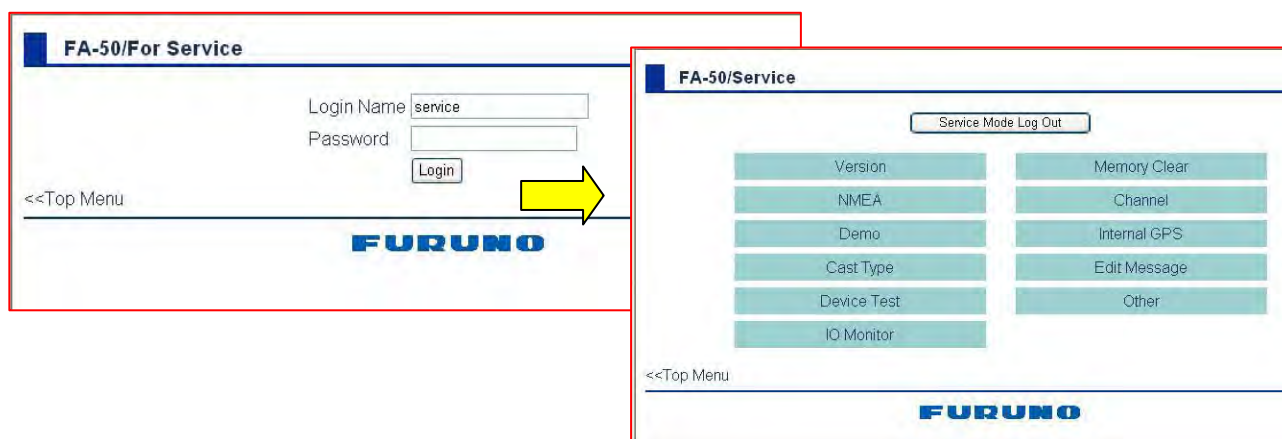 FA-50/For Service
Login Name service
Password
Login
<<Top Menu
FURUNO
FA-50/Service
Service Mode Log Out
Version Memory Clear
NMEA Channel
Demo Internal GPS
Cast Type Edit Message
Device Test Other
IO Monitor
<<Top Menu
FURUNO